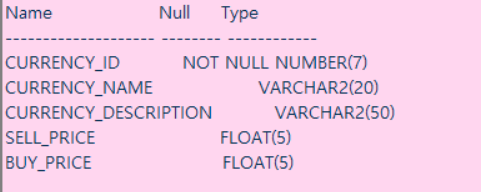 Name Null Type
-------------------- -------- ------------
CURRENCY_ID NOT NULL NUMBER(7)
CURRENCY_NAME VARCHAR2(20)
CURRENCY_DESCRIPTION VARCHAR2(50)
SELL_PRICE FLOAT(5)
BUY_PRICE FLOAT(5)